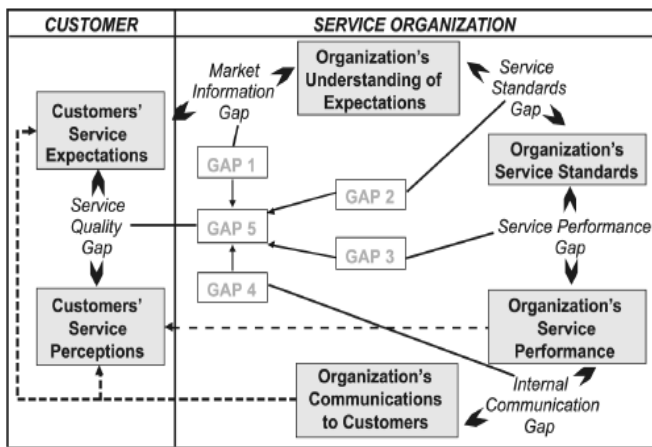 CUSTOMER
SERVICE ORGANIZATION
Market
Information
Gap
Organization's
Understanding of
Expectations
Service
Standards
Gap
Customers'
Service
Expectations
GAP 1
Organization's
Service Standards
GAP 2
Service
Quality
Gap
GAP 5
Service Performance
Gap
GAP 3
GAP 4
Customers'
Service
Perceptions
Organization's
Service
Performance
Organization's
Communications
to Customers
Internal
Communication
Gap